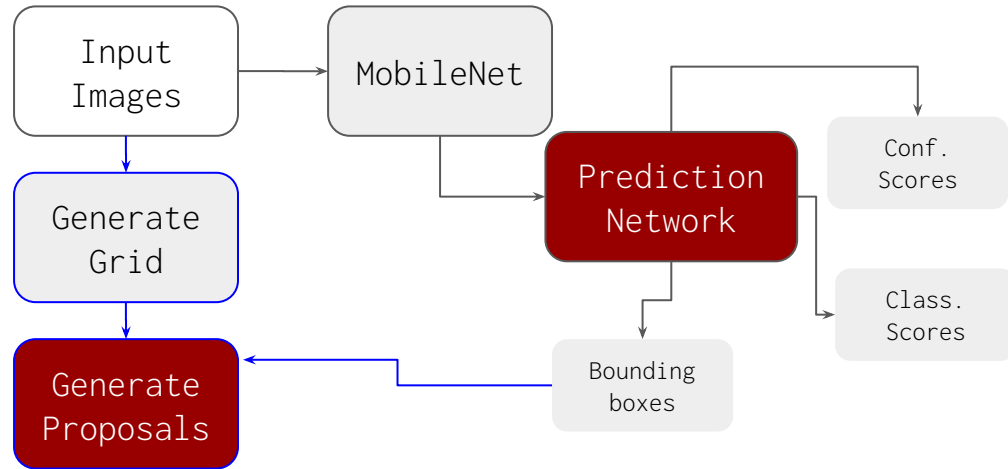 Input
Images
MobileNet
Prediction
Network
Conf.
Scores
Generate
Grid
Class.
Scores
Generate
Proposals
Bounding
boxes